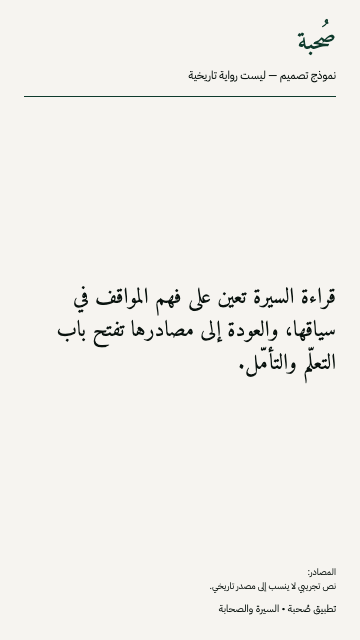 صُحبة
نموذج تصميم — ليست رواية تاريخية
قراءة السيرة تعين على فهم المواقف في
سياقها، والعودة إلى مصادرها تفتح باب
التعلّم والتأمّل.
المصادر:
نص تجريبي لا ينسب إلى مصدر تاريخي.
تطبيق صُحبة • السيرة والصحابة